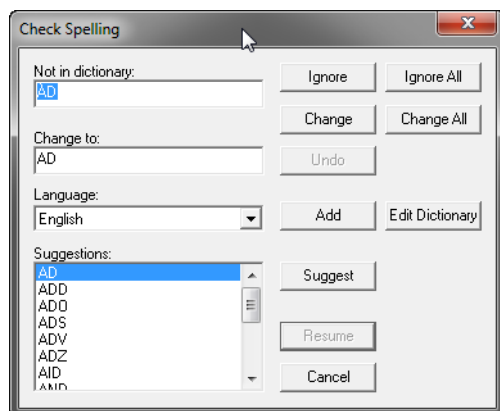 Check Spelling
Not in dictionary:
AD
Ignore
Ignore All
Change
Change All
Change to:
AD
Undo
Language:
English
Add
Edit Dictionary
Suggestions:
AD
ADD
ADO
ADS
ADV
ADZ
AID
AND
Suggest
Resume
Cancel